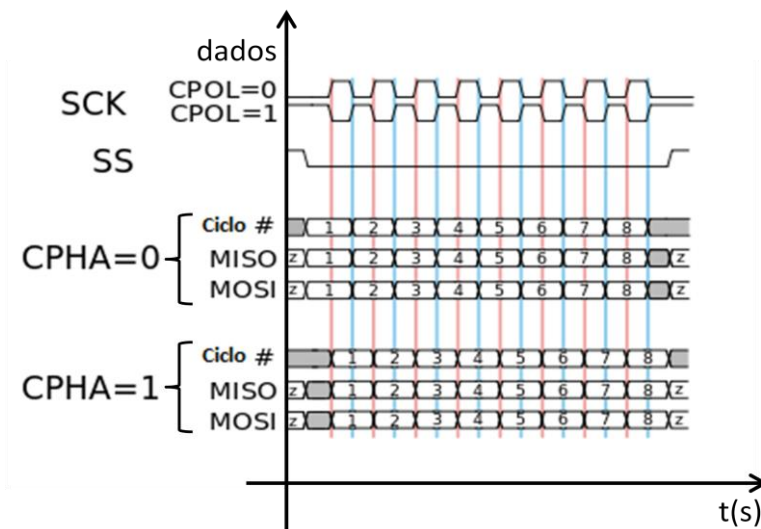 dados
SCK
CPOL=0
CPOL=1
SS
CPHA=0
Ciclo # 1 2 3 4 5 6 7 8
MISO z 1 2 3 4 5 6 7 8 z
MOSI z 1 2 3 4 5 6 7 8 z
CPHA=1
Ciclo # 1 2 3 4 5 6 7 8
MISO z 1 2 3 4 5 6 7 8 z
MOSI z 1 2 3 4 5 6 7 8 z
t(s)